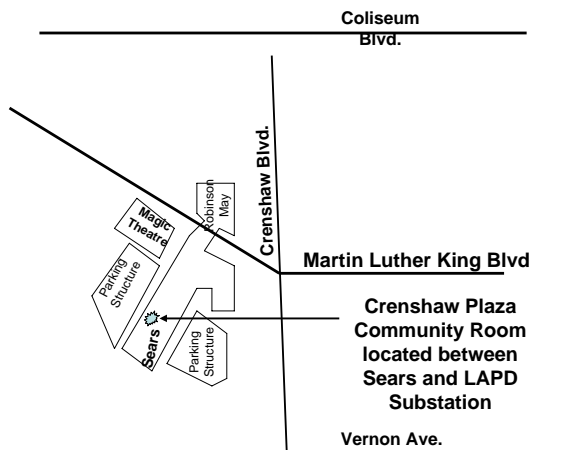 Coliseum
Blvd.
Crenshaw Blvd.
Robinson
May
Magic
Theatre
Martin Luther King Blvd
Parking
Structure
Crenshaw Plaza
Community Room
located between
Sears and LAPD
Substation
Sears
Parking
Structure
Vernon Ave.